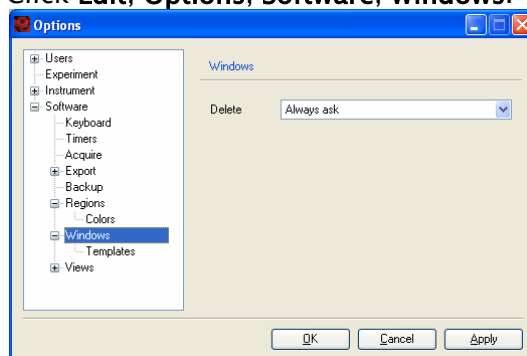 Click Edit, Options, Software, Windows.
Options
Users
Experiment
Instrument
Software
Keyboard
Timers
Acquire
Export
Backup
Regions
Colors
Windows
Templates
Views
Windows
Delete Always ask
OK Cancel Apply